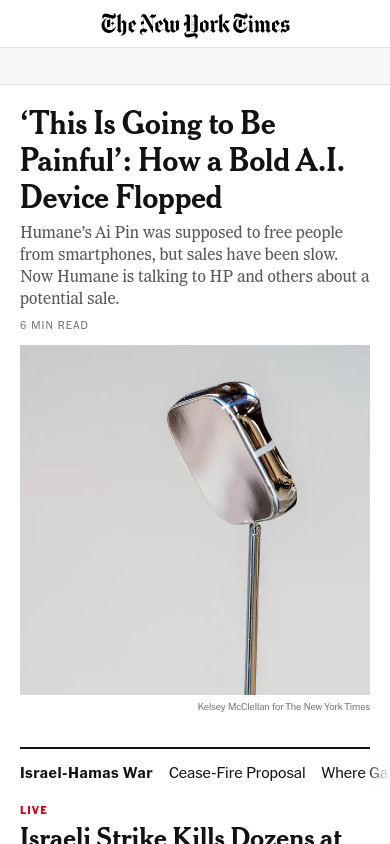 The New York Times
‘This Is Going to Be
Painful’: How a Bold A.I.
Device Flopped
Humane’s Ai Pin was supposed to free people
from smartphones, but sales have been slow.
Now Humane is talking to HP and others about a
potential sale.
6 MIN READ
Kelsey McClellan for The New York Times
Israel-Hamas War Cease-Fire Proposal Where Ga
LIVE
Israeli Strike Kills Dozens at